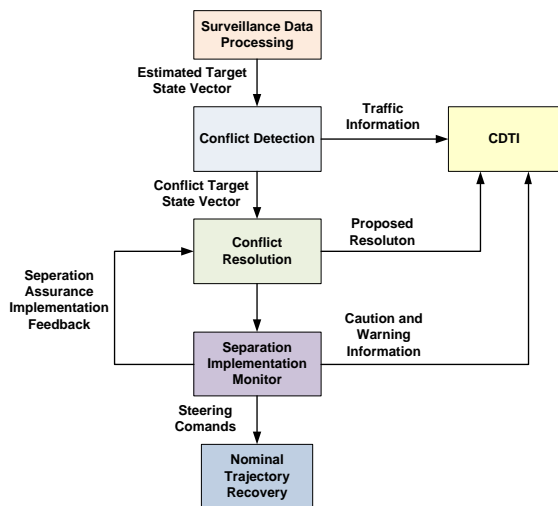 Surveillance Data
Processing
Estimated Target
State Vector
Traffic
Information
Conflict Detection
CDTI
Conflict Target
State Vector
Conflict
Resolution
Proposed
Resoluton
Seperation
Assurance
Implementation
Feedback
Caution and
Warning
Information
Separation
Implementation
Monitor
Steering
Comands
Nominal
Trajectory
Recovery